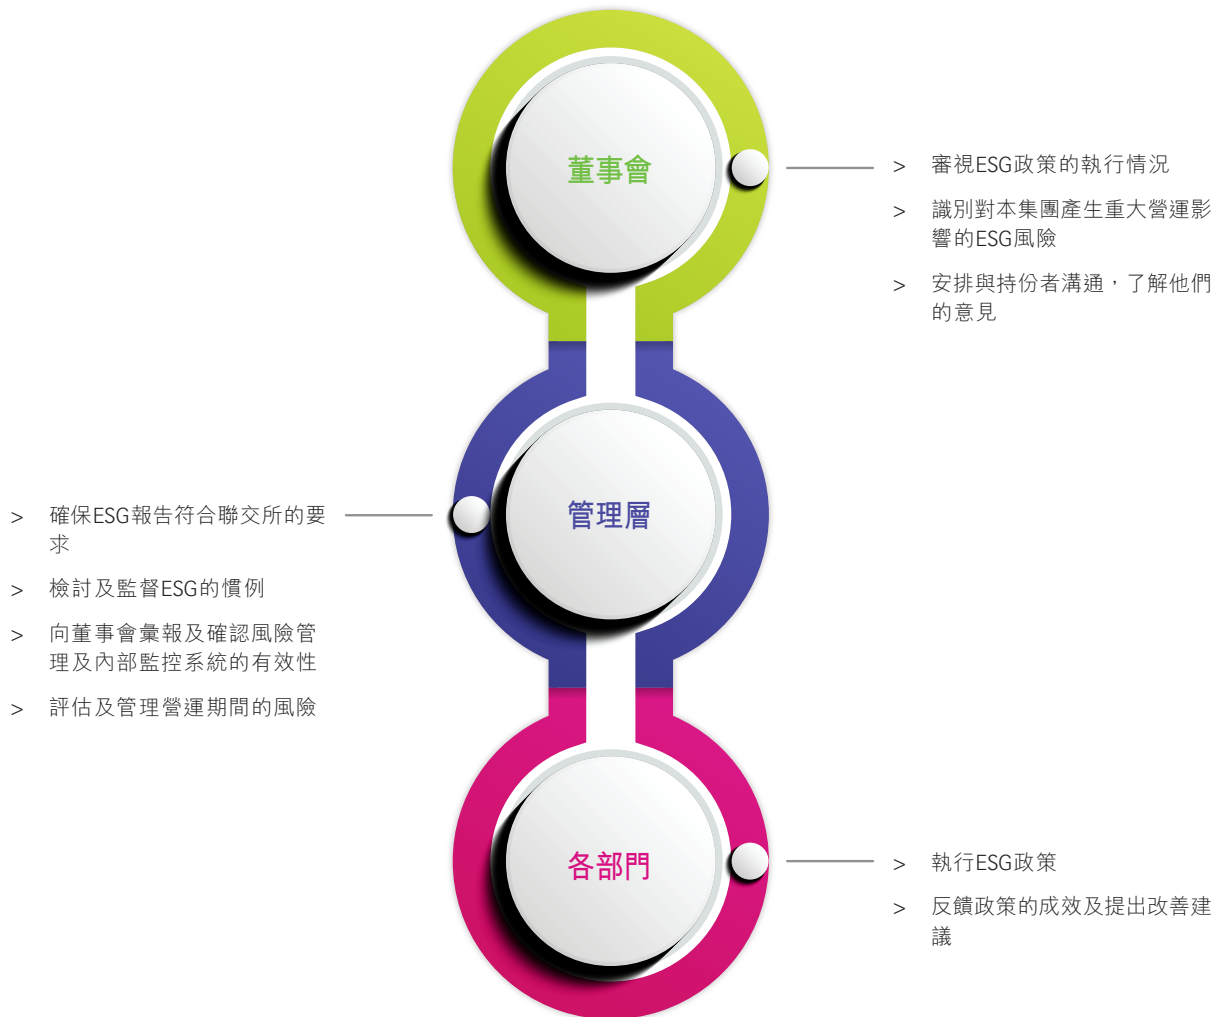 董事會
> 審視ESG政策的執行情況
> 識別對本集團產生重大營運影
響的ESG風險
> 安排與持份者溝通，了解他們
的意見
管理層
> 確保ESG報告符合聯交所的要
求
> 檢討及監督ESG的慣例
> 向董事會彙報及確認風險管
理及內部監控系統的有效性
> 評估及管理營運期間的風險
各部門
> 執行ESG政策
> 反饋政策的成效及提出改善建
議